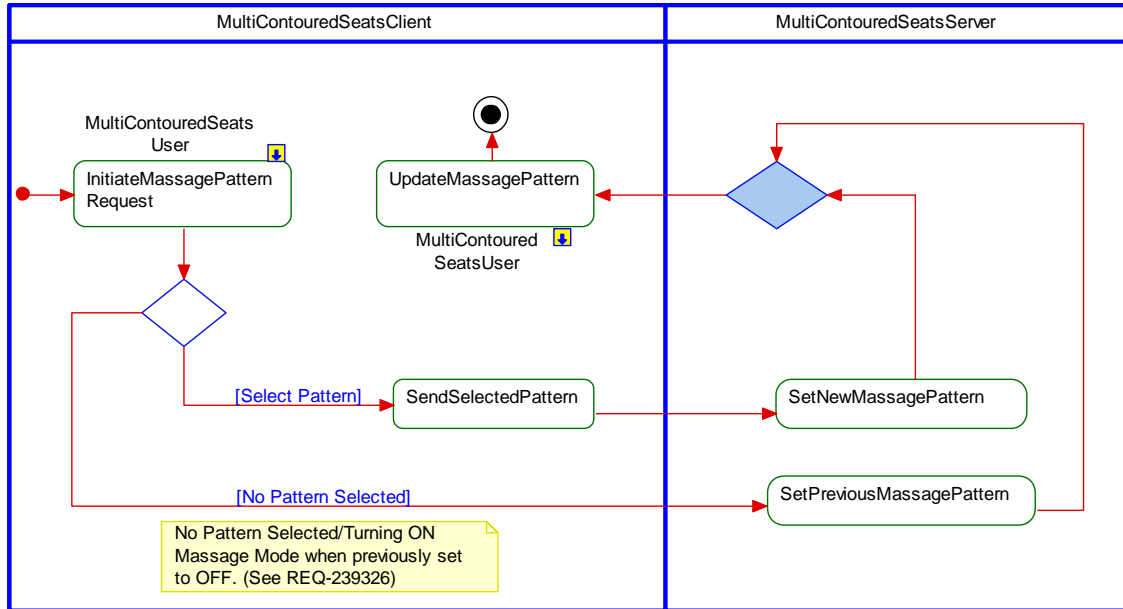 MultiContouredSeatsClient
MultiContouredSeatsServer
MultiContouredSeats
User
InitiateMassagePattern
Request
UpdateMassagePattern
MultiContoured
SeatsUser
[Select Pattern]
SendSelectedPattern
SetNewMassagePattern
[No Pattern Selected]
SetPreviousMassagePattern
No Pattern Selected/Turning ON
Massage Mode when previously set
to OFF. (See REQ-239326)